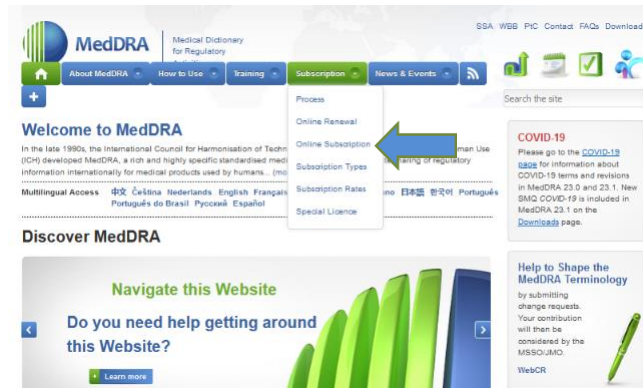 SSA WBB PtC Contact FAQs Download
MedDRA
Medical Dictionary
for Regulatory
About MedDRA
How to Use
Training
Subscription
News & Events
Process
Online Renewal
Online Subscription
Subscription Types
Subscription Rates
Special Licence
Search the site
Welcome to MedDRA
In the late 1990s, the International Council for Harmonisation of Techn man Use
(ICH) developed MedDRA, a rich and highly specific standardised medi haring of regulatory
information internationally for medical products used by humans... (mo
Multilingual Access 中文 Čeština Nederlands English Français no 日本語 한국어 Português
Português do Brasil Русский Español
Discover MedDRA
Navigate this Website
Do you need help getting around
this Website?
Learn more
COVID-19
Please go to the COVID-19
page for information about
COVID-19 terms and revisions
in MedDRA 23.0 and 23.1. New
SMQ COVID-19 is included in
MedDRA 23.1 on the
Downloads page.
Help to Shape the
MedDRA Terminology
by submitting
change requests.
Your contribution
will then be
considered by the
MSSO/JMO.
WebCR